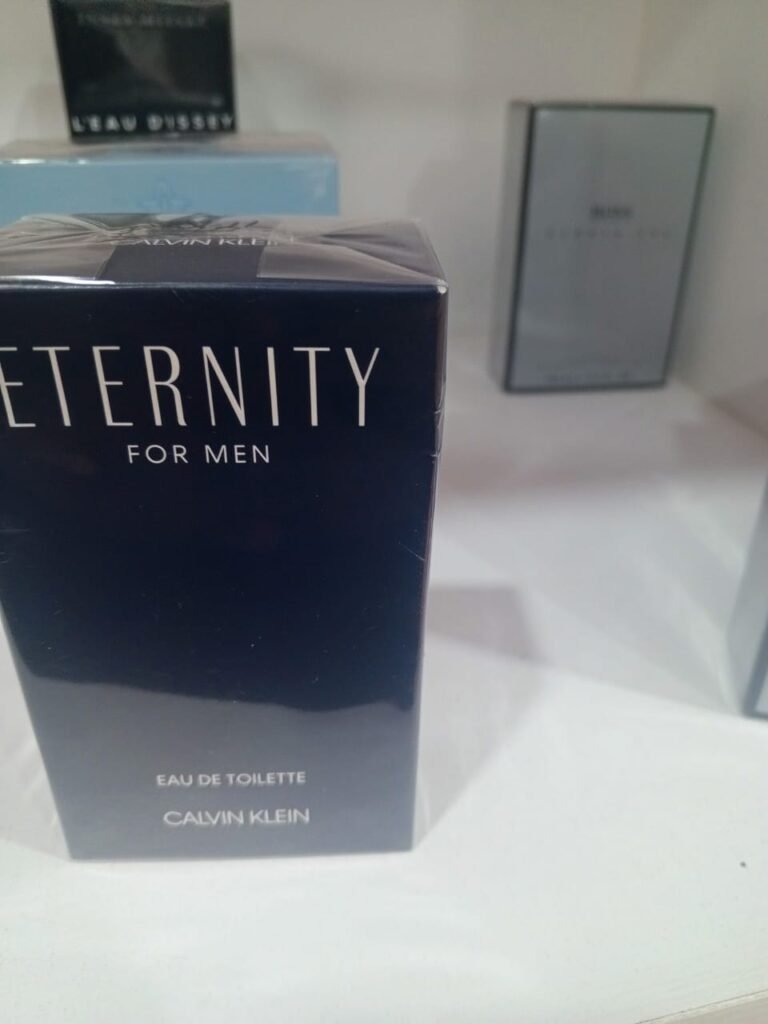 L'EAU D'ISSEY
CALVIN KLEIN
BOSS
ETERNITY
FOR MEN
EAU DE TOILETTE
CALVIN KLEIN